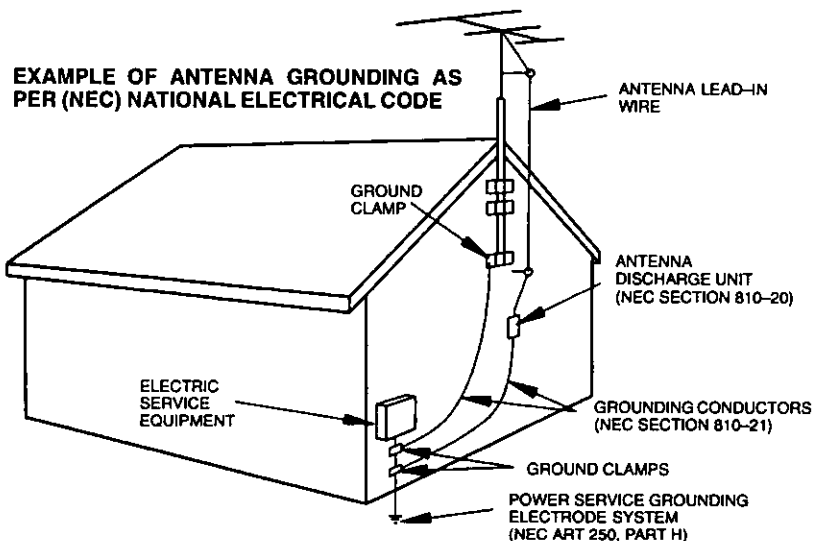 EXAMPLE OF ANTENNA GROUNDING AS
PER (NEC) NATIONAL ELECTRICAL CODE
ANTENNA LEAD–IN
WIRE
GROUND
CLAMP
ANTENNA
DISCHARGE UNIT
(NEC SECTION 810–20)
ELECTRIC
SERVICE
EQUIPMENT
GROUNDING CONDUCTORS
(NEC SECTION 810–21)
GROUND CLAMPS
POWER SERVICE GROUNDING
ELECTRODE SYSTEM
(NEC ART 250, PART H)